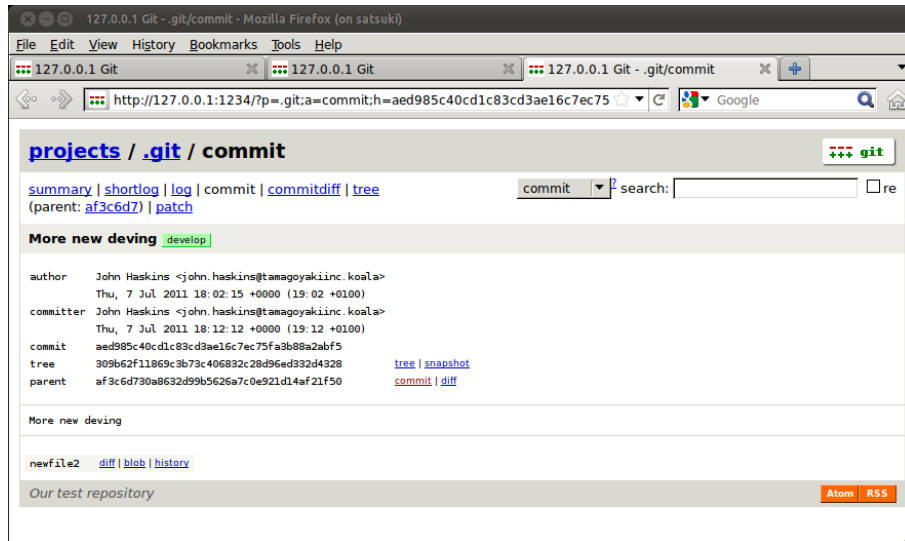 127.0.0.1 Git - .git/commit - Mozilla Firefox (on satsuki)
File Edit View History Bookmarks Tools Help
127.0.0.1 Git 127.0.0.1 Git 127.0.0.1 Git - .git/commit
http://127.0.0.1:1234/?p=.git;a=commit;h=aed985c40cd1c83cd3ae16c7ec75 Google
projects / .git / commit git
summary | shortlog | log | commit | commitdiff | tree commit ? search: re
(parent: af3c6d7) | patch
More new deving develop
author John Haskins <john.haskins@tamagoyakiinc.koala>
Thu, 7 Jul 2011 18:02:15 +0000 (19:02 +0100)
committer John Haskins <john.haskins@tamagoyakiinc.koala>
Thu, 7 Jul 2011 18:12:12 +0000 (19:12 +0100)
commit aed985c40cd1c83cd3ae16c7ec75fa3b88a2abf5
tree 309b62f11869c3b73c406832c28d96ed332d4328 tree | snapshot
parent af3c6d730a8632d99b5626a7c0e921d14af21f50 commit | diff
More new deving
newfile2 diff | blob | history
Our test repository Atom RSS